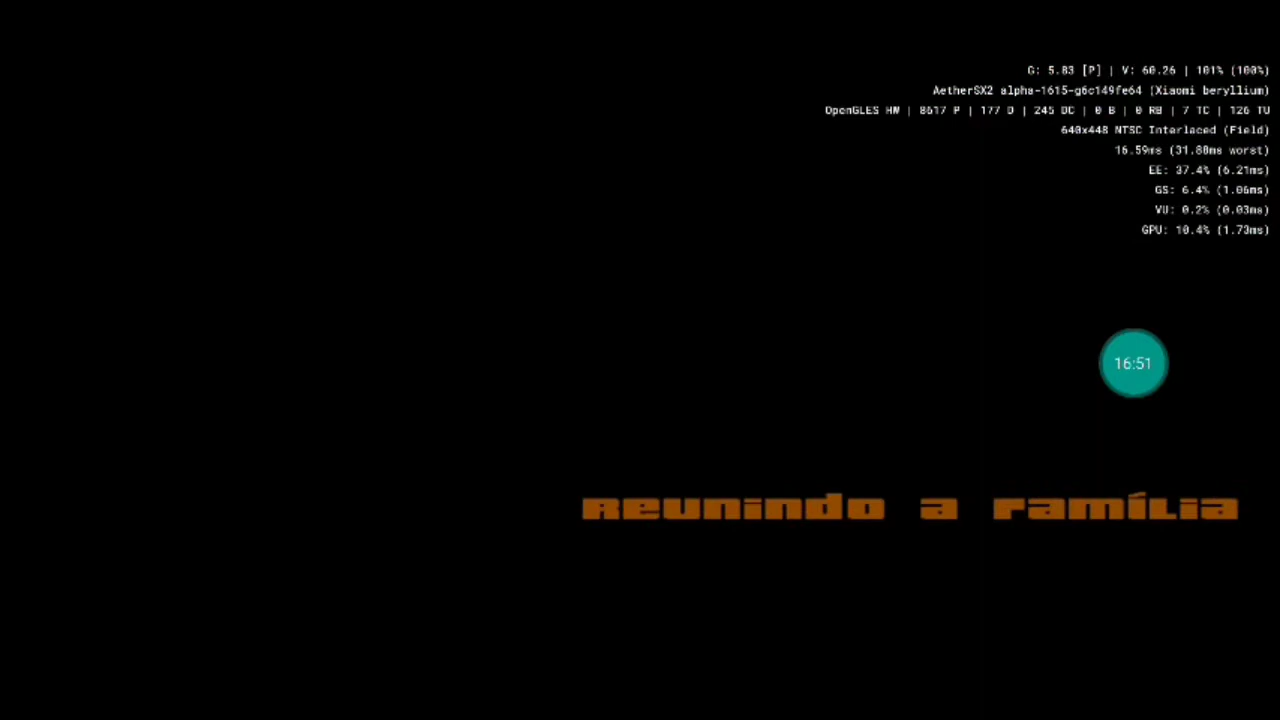 G: 5.83 [P] | V: 60.26 | 101% (100%)
AetherSX2 alpha-1615-g6c149fe64 (Xiaomi beryllium)
OpenGLES HW | 8617 P | 177 D | 245 DC | 0 B | 0 RB | 7 TC | 126 TU
640x448 NTSC Interlaced (Field)
16.59ms (31.88ms worst)
EE: 37.4% (6.21ms)
GS: 6.4% (1.06ms)
VU: 0.2% (0.03ms)
GPU: 10.4% (1.73ms)
16:51
Reunindo a Família